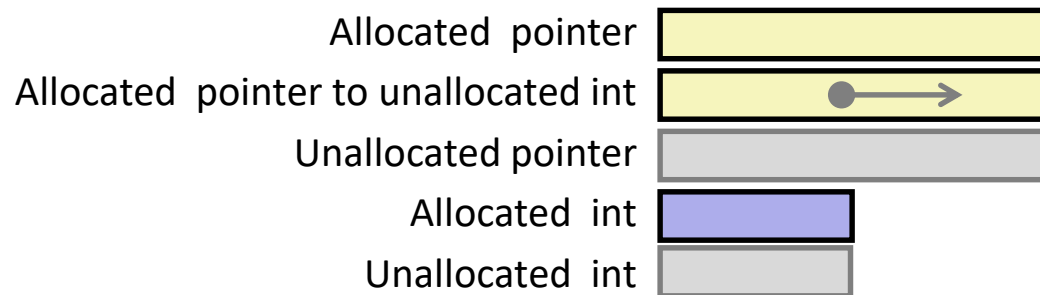 Allocated pointer
Allocated pointer to unallocated int
Unallocated pointer
Allocated int
Unallocated int